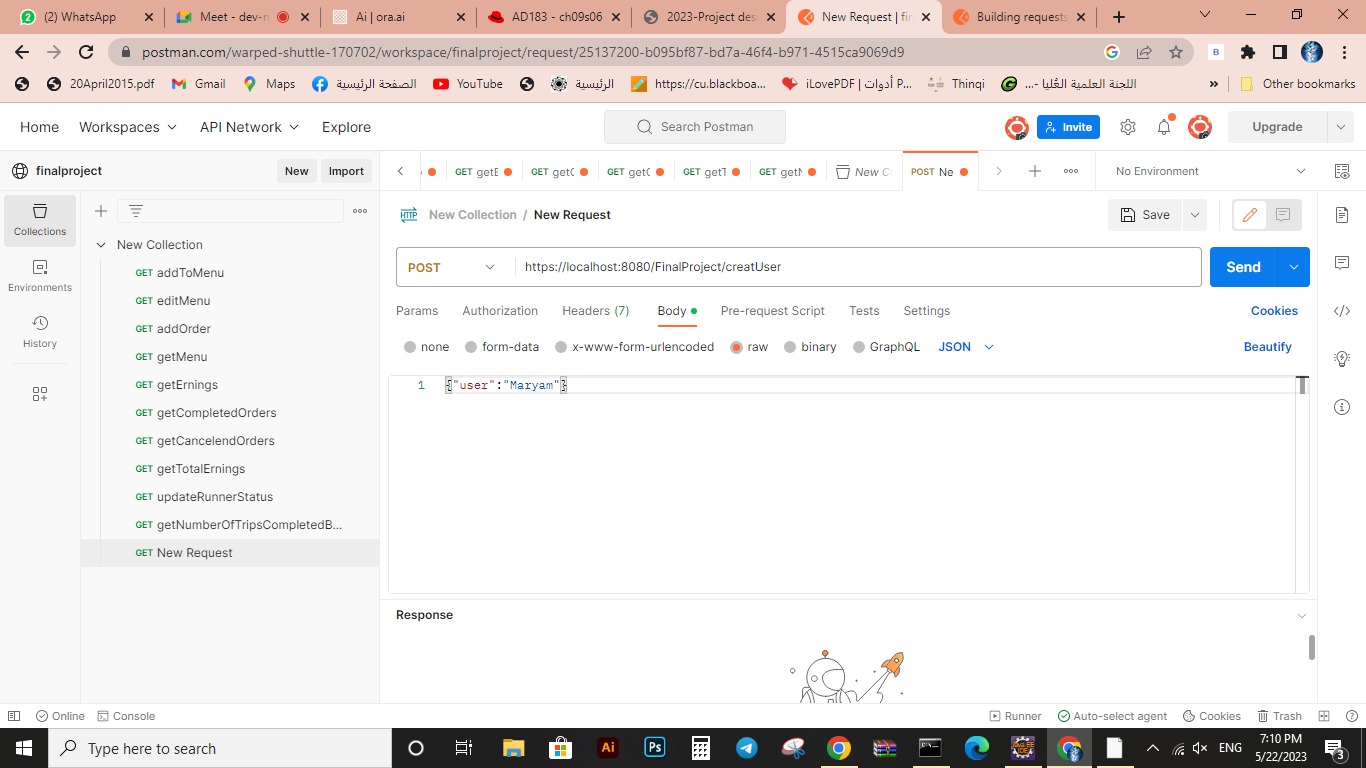 (2) WhatsApp
Meet - dev-n
Ai | ora.ai
AD183 - ch09s06
2023-Project des
New Request | fin
Building requests
postman.com/warped-shuttle-170702/workspace/finalproject/request/25137200-b095bf87-bd7a-46f4-b971-4515ca9069d9
20April2015.pdf
Gmail
Maps
الصفحة الرئيسية
YouTube
الرئيسية
https://cu.blackboa...
iLovePDF | أدوات P...
Thinqi
اللجنة العلمية العُليا -...
»
Other bookmarks
Home
Workspaces
API Network
Explore
Search Postman
Invite
Upgrade
finalproject
New
Import
GET getE
GET getC
GET getC
GET getT
GET getN
New C
POST Ne
No Environment
Collections
Environments
History
New Collection
GET addToMenu
GET editMenu
GET addOrder
GET getMenu
GET getErnings
GET getCompletedOrders
GET getCancelendOrders
GET getTotalErnings
GET updateRunnerStatus
GET getNumberOfTripsCompletedB...
GET New Request
HTTP New Collection / New Request
Save
POST
https://localhost:8080/FinalProject/creatUser
Send
Params
Authorization
Headers (7)
Body
Pre-request Script
Tests
Settings
Cookies
none
form-data
x-www-form-urlencoded
raw
binary
GraphQL
JSON
Beautify
1 {"user":"Maryam"}
Response
Online
Console
Runner
Auto-select agent
Cookies
Trash
Type here to search
ENG
7:10 PM
5/22/2023
3